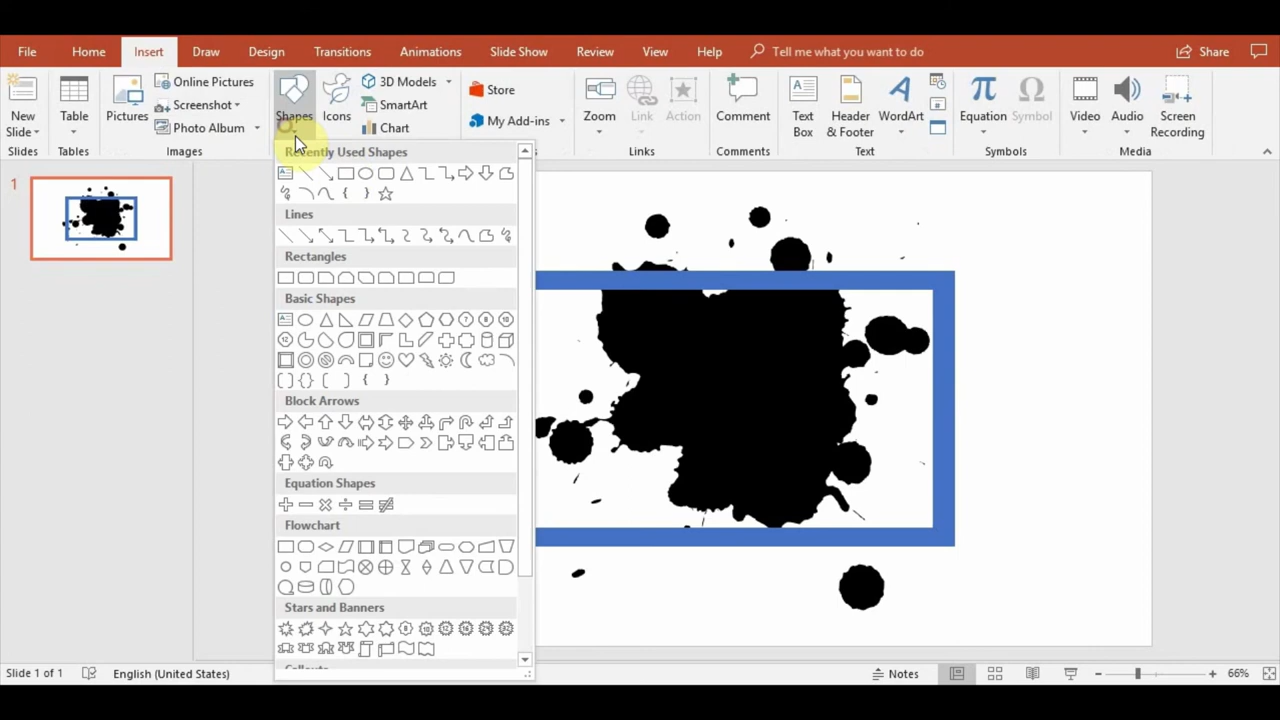 File Home Insert Draw Design Transitions Animations Slide Show Review View Help Tell me what you want to do Share
New Slide
Table
Pictures
Online Pictures
Screenshot
Photo Album
Shapes
Icons
3D Models
SmartArt
Chart
Store
My Add-ins
Zoom
Link
Action
Comment
Text Box
Header & Footer
WordArt
Equation
Symbol
Video
Audio
Screen Recording
Slides Tables Images Links Comments Text Symbols Media
1
Recently Used Shapes
Lines
Rectangles
Basic Shapes
Block Arrows
Equation Shapes
Flowchart
Stars and Banners
Callouts
Slide 1 of 1 English (United States) Notes 66%